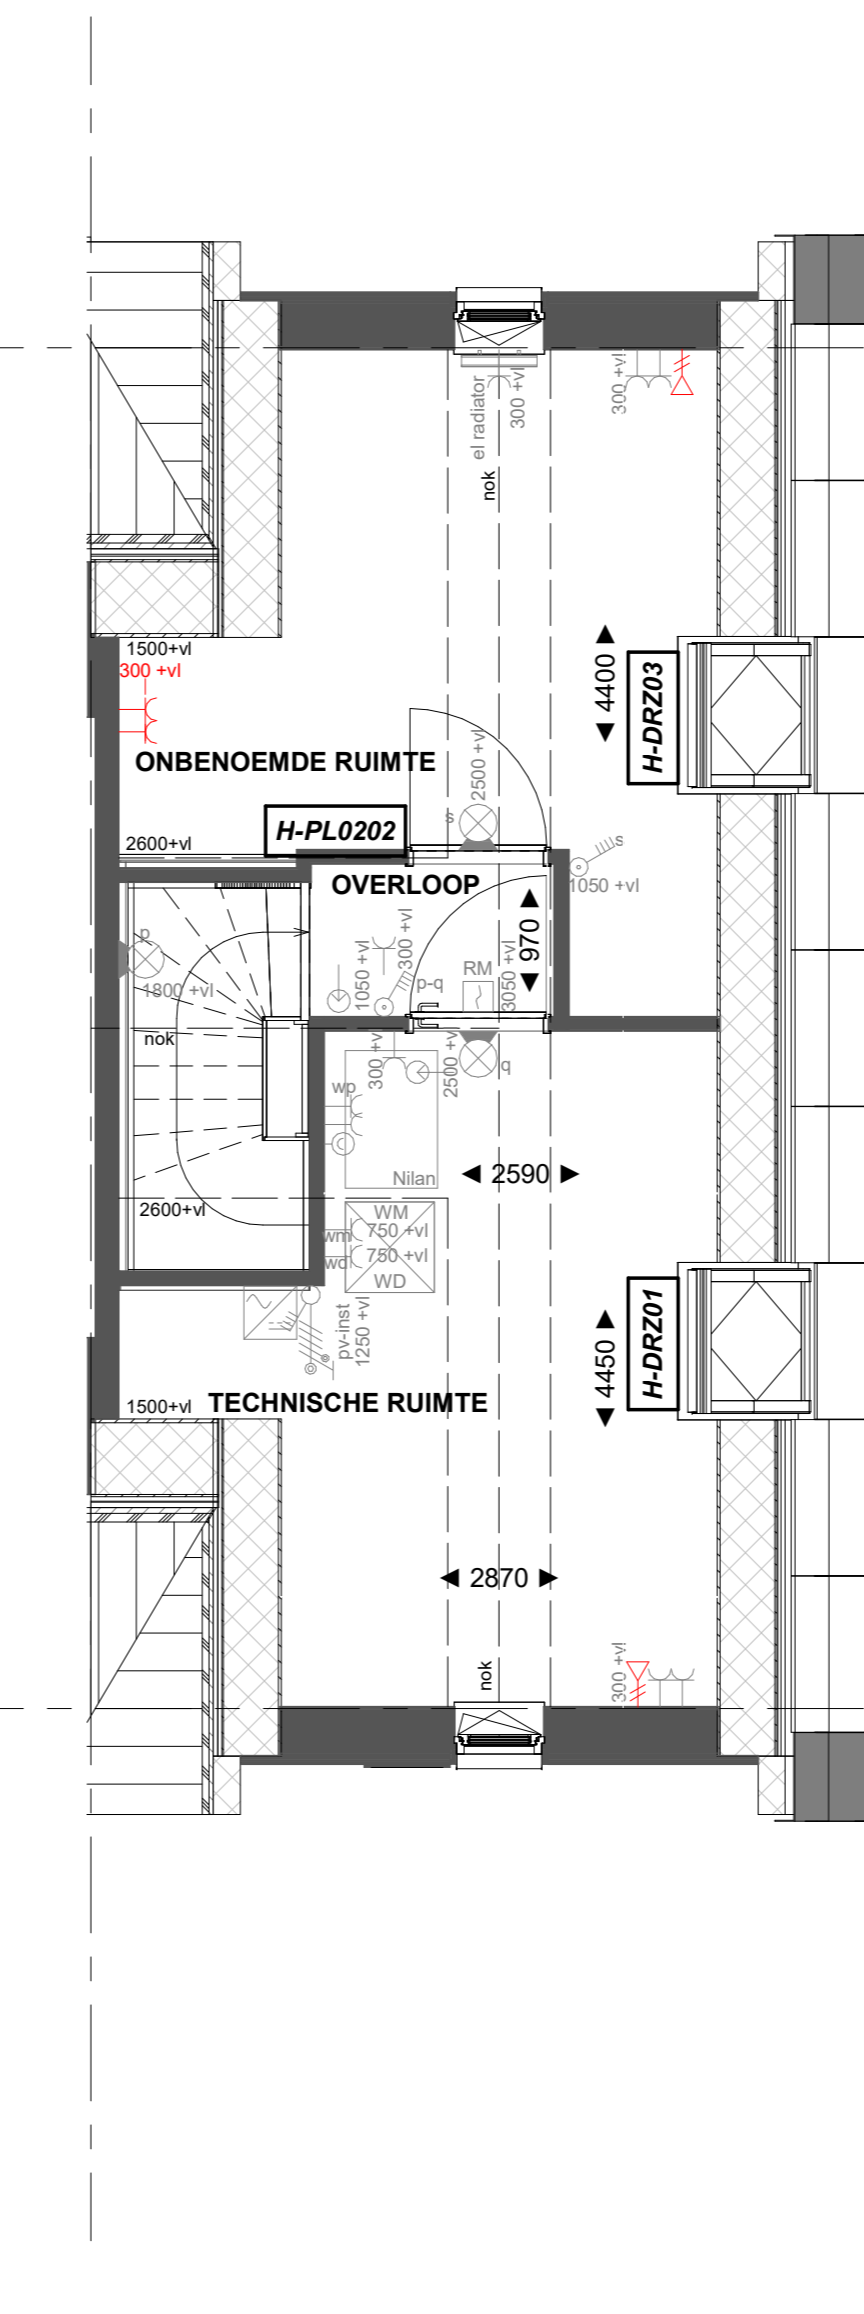 el radiator
300 +vl
300 +vl
nok
1500+vl
300 +vl
4400
H-DRZ03
ONBENOEMDE RUIMTE
2500 +vl
s
H-PL0202
2600+vl
s
1050 +vl
OVERLOOP
p
1800 +vl
nok
1050 +vl
300 +vl
p-q
RM
3050 +vl
970
300 +vl
2500 +vl
q
wp
Nilan
2590
2600+vl
WM
wm
750 +vl
wd
750 +vl
WD
pv-inst
1250 +vl
4450
H-DRZ01
1500+vl
TECHNISCHE RUIMTE
2870
nok
300 +vl